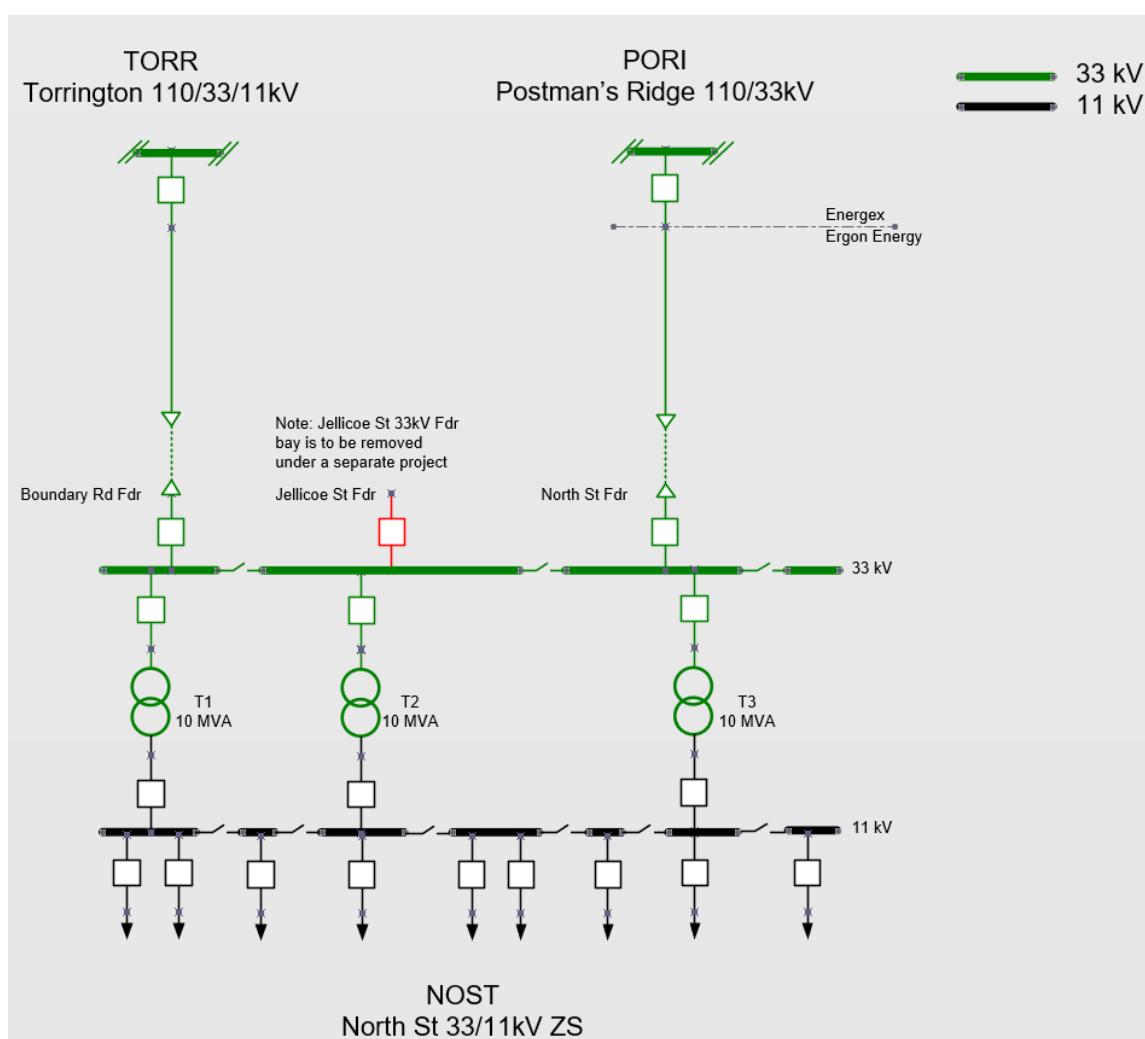 TORR
Torrington 110/33/11kV
PORI
Postman's Ridge 110/33kV
33 kV
11 kV
Energex
Ergon Energy
Note: Jellicoe St 33kV Fdr
bay is to be removed
under a separate project
Boundary Rd Fdr
Jellicoe St Fdr
North St Fdr
33 kV
T1
10 MVA
T2
10 MVA
T3
10 MVA
11 kV
NOST
North St 33/11kV ZS